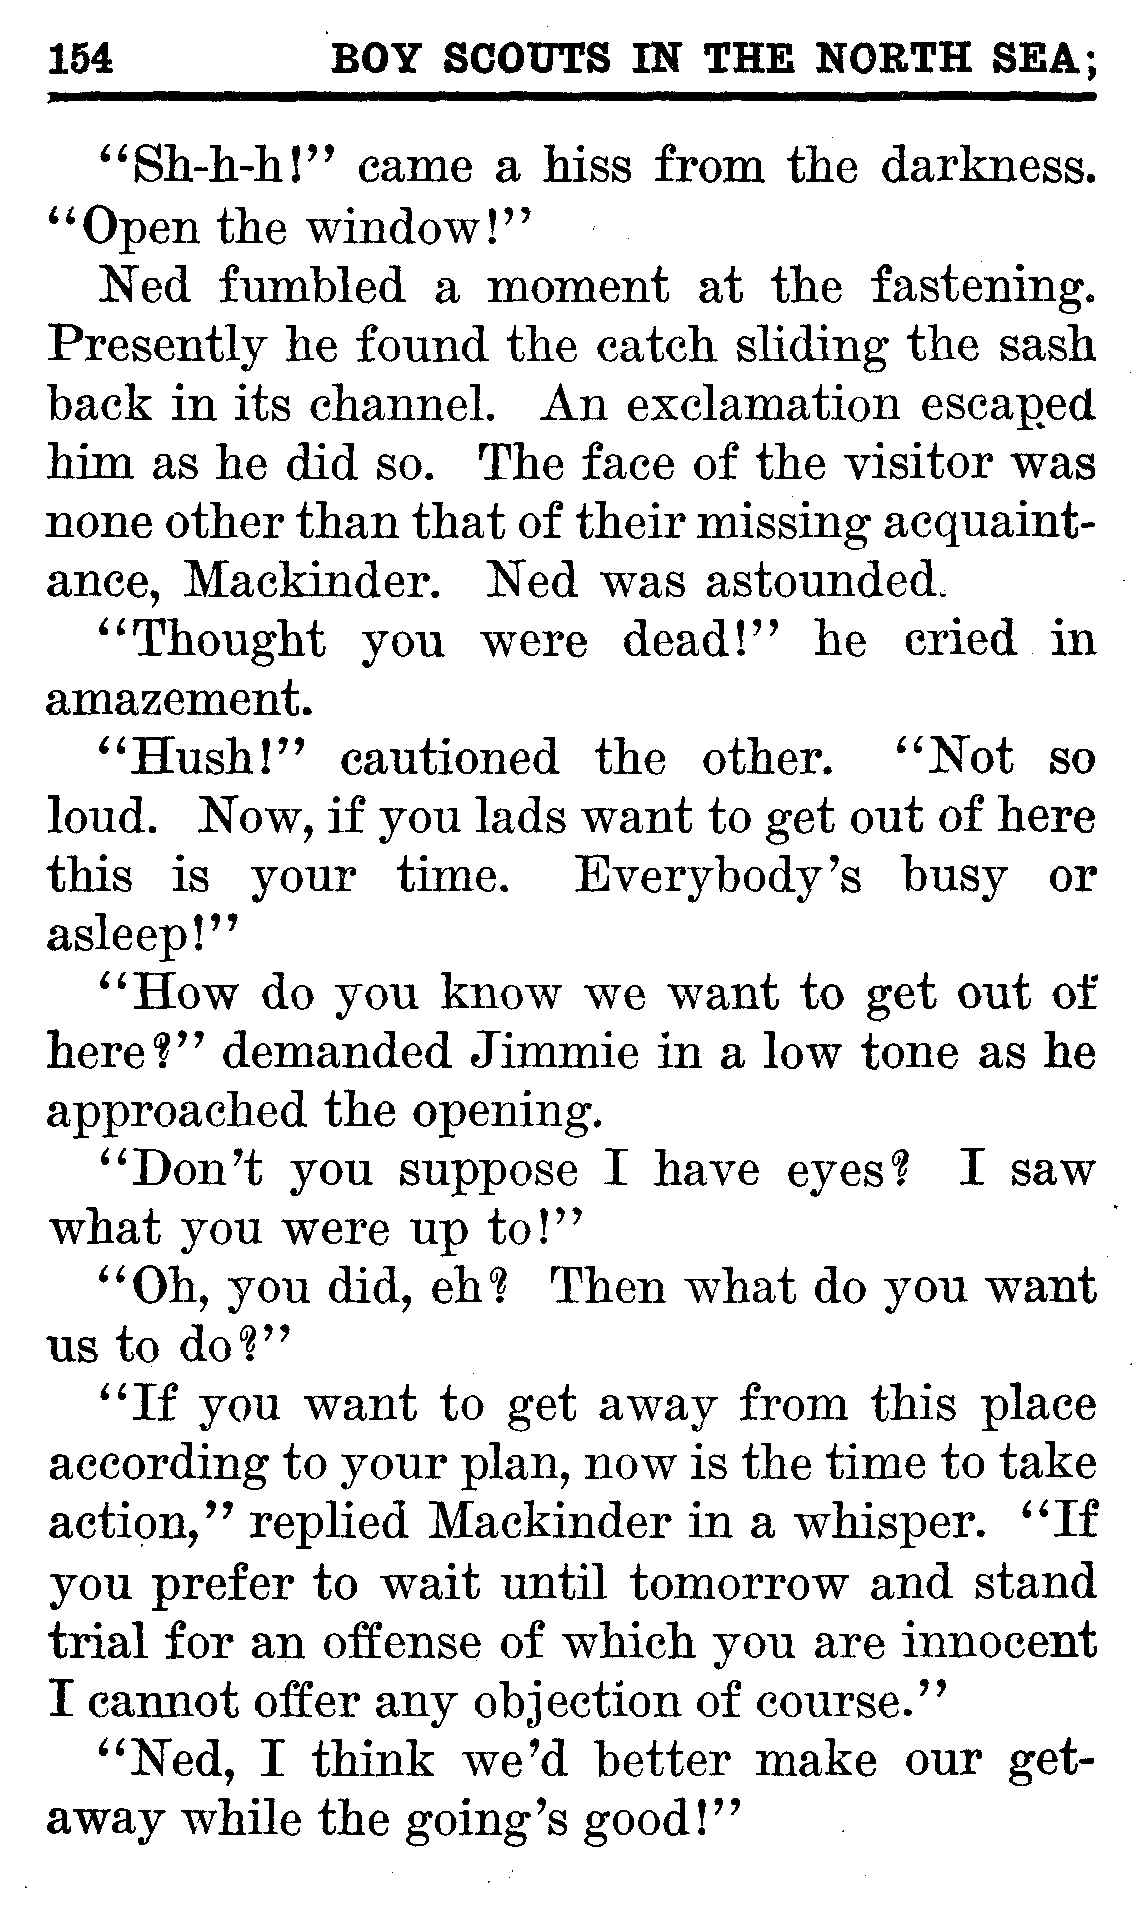 154 BOY SCOUTS IN THE NORTH SEA;
"Sh-h-h!" came a hiss from the darkness.
"Open the window!"
Ned fumbled a moment at the fastening.
Presently he found the catch sliding the sash
back in its channel. An exclamation escaped
him as he did so. The face of the visitor was
none other than that of their missing acquaint-
ance, Mackinder. Ned was astounded.
"Thought you were dead!" he cried in
amazement.
"Hush!" cautioned the other. "Not so
loud. Now, if you lads want to get out of here
this is your time. Everybody's busy or
asleep!"
"How do you know we want to get out of
here?" demanded Jimmie in a low tone as he
approached the opening.
"Don't you suppose I have eyes? I saw
what you were up to!"
"Oh, you did, eh? Then what do you want
us to do?"
"If you want to get away from this place
according to your plan, now is the time to take
action," replied Mackinder in a whisper. "If
you prefer to wait until tomorrow and stand
trial for an offense of which you are innocent
I cannot offer any objection of course."
"Ned, I think we'd better make our get-
away while the going's good!"